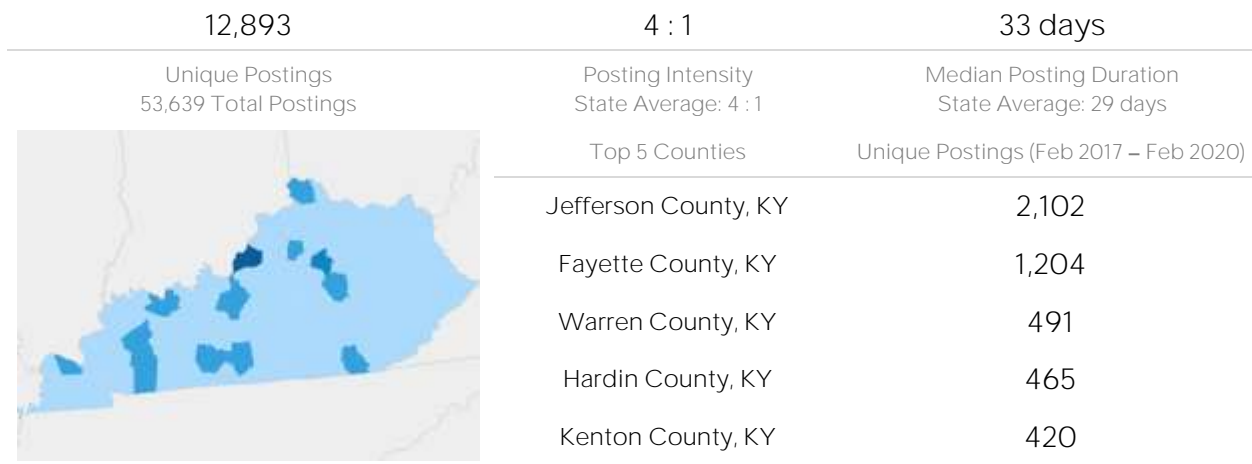 12,893
4 : 1
33 days
Unique Postings
53,639 Total Postings
Posting Intensity
State Average: 4 : 1
Median Posting Duration
State Average: 29 days
Top 5 Counties
Unique Postings (Feb 2017 – Feb 2020)
Jefferson County, KY
2,102
Fayette County, KY
1,204
Warren County, KY
491
Hardin County, KY
465
Kenton County, KY
420